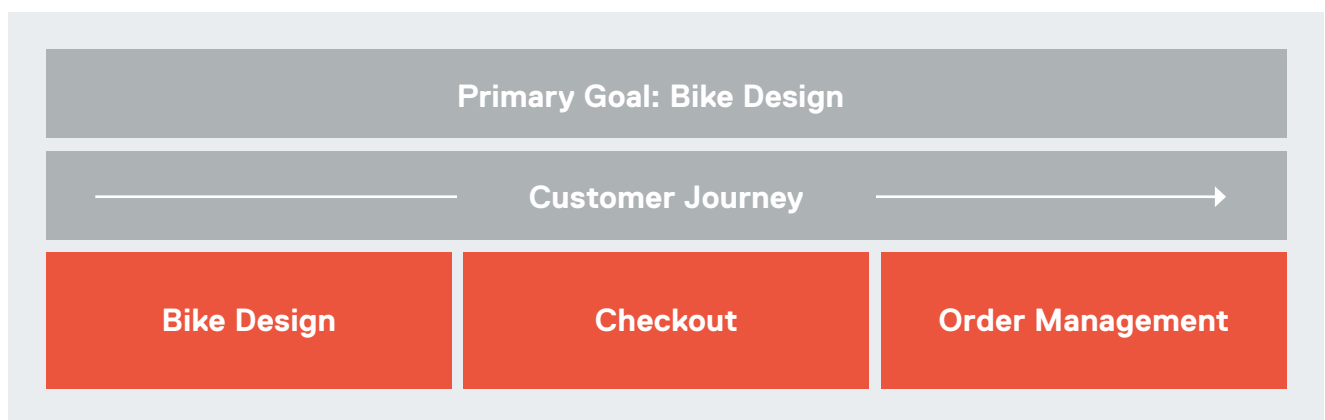 Primary Goal: Bike Design
Customer Journey
Bike Design
Checkout
Order Management